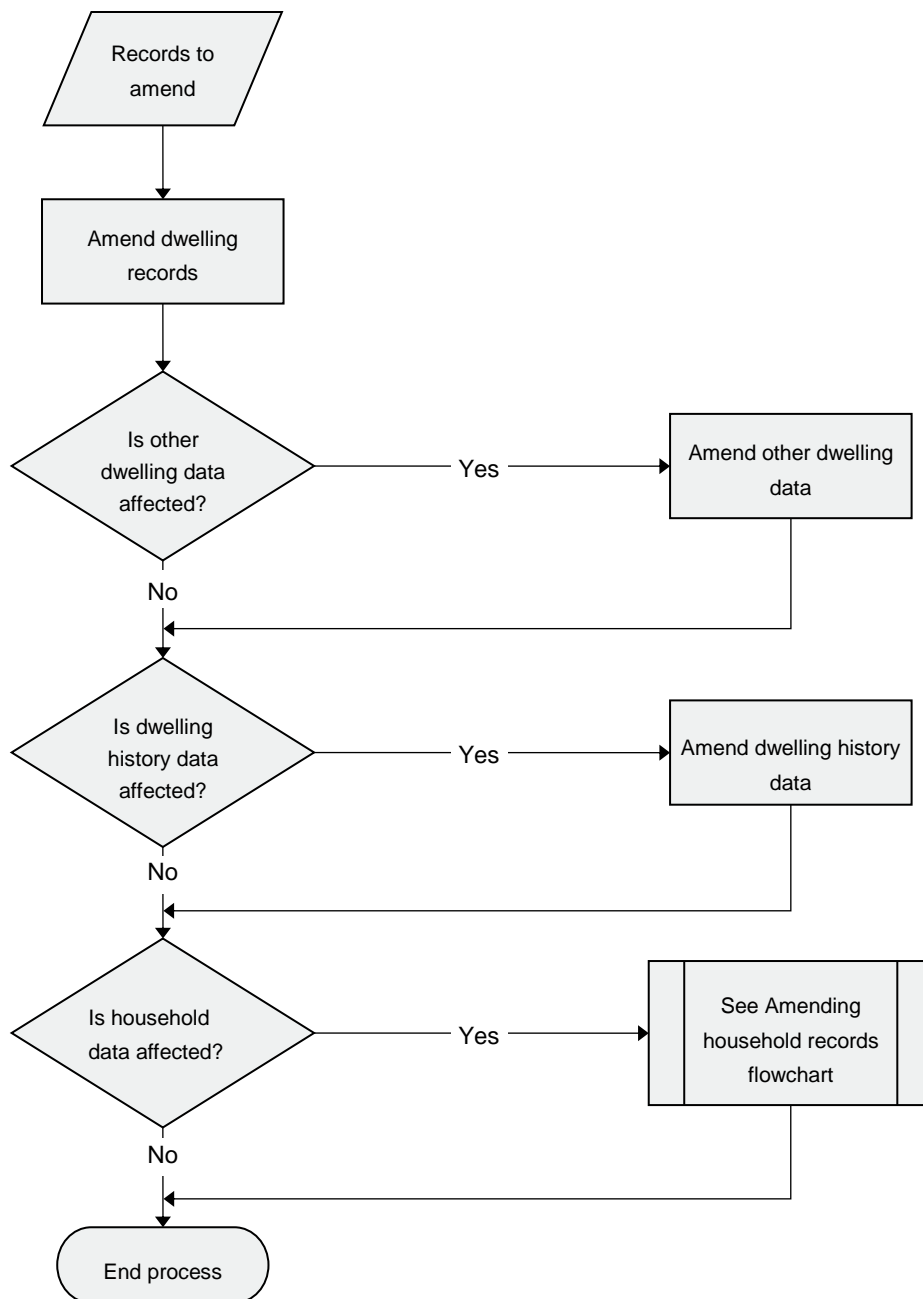 Records to
amend
Amend dwelling
records
Is other
dwelling data
affected?
Yes
Amend other dwelling
data
No
Is dwelling
history data
affected?
Yes
Amend dwelling history
data
No
Is household
data affected?
Yes
See Amending
household records
flowchart
No
End process